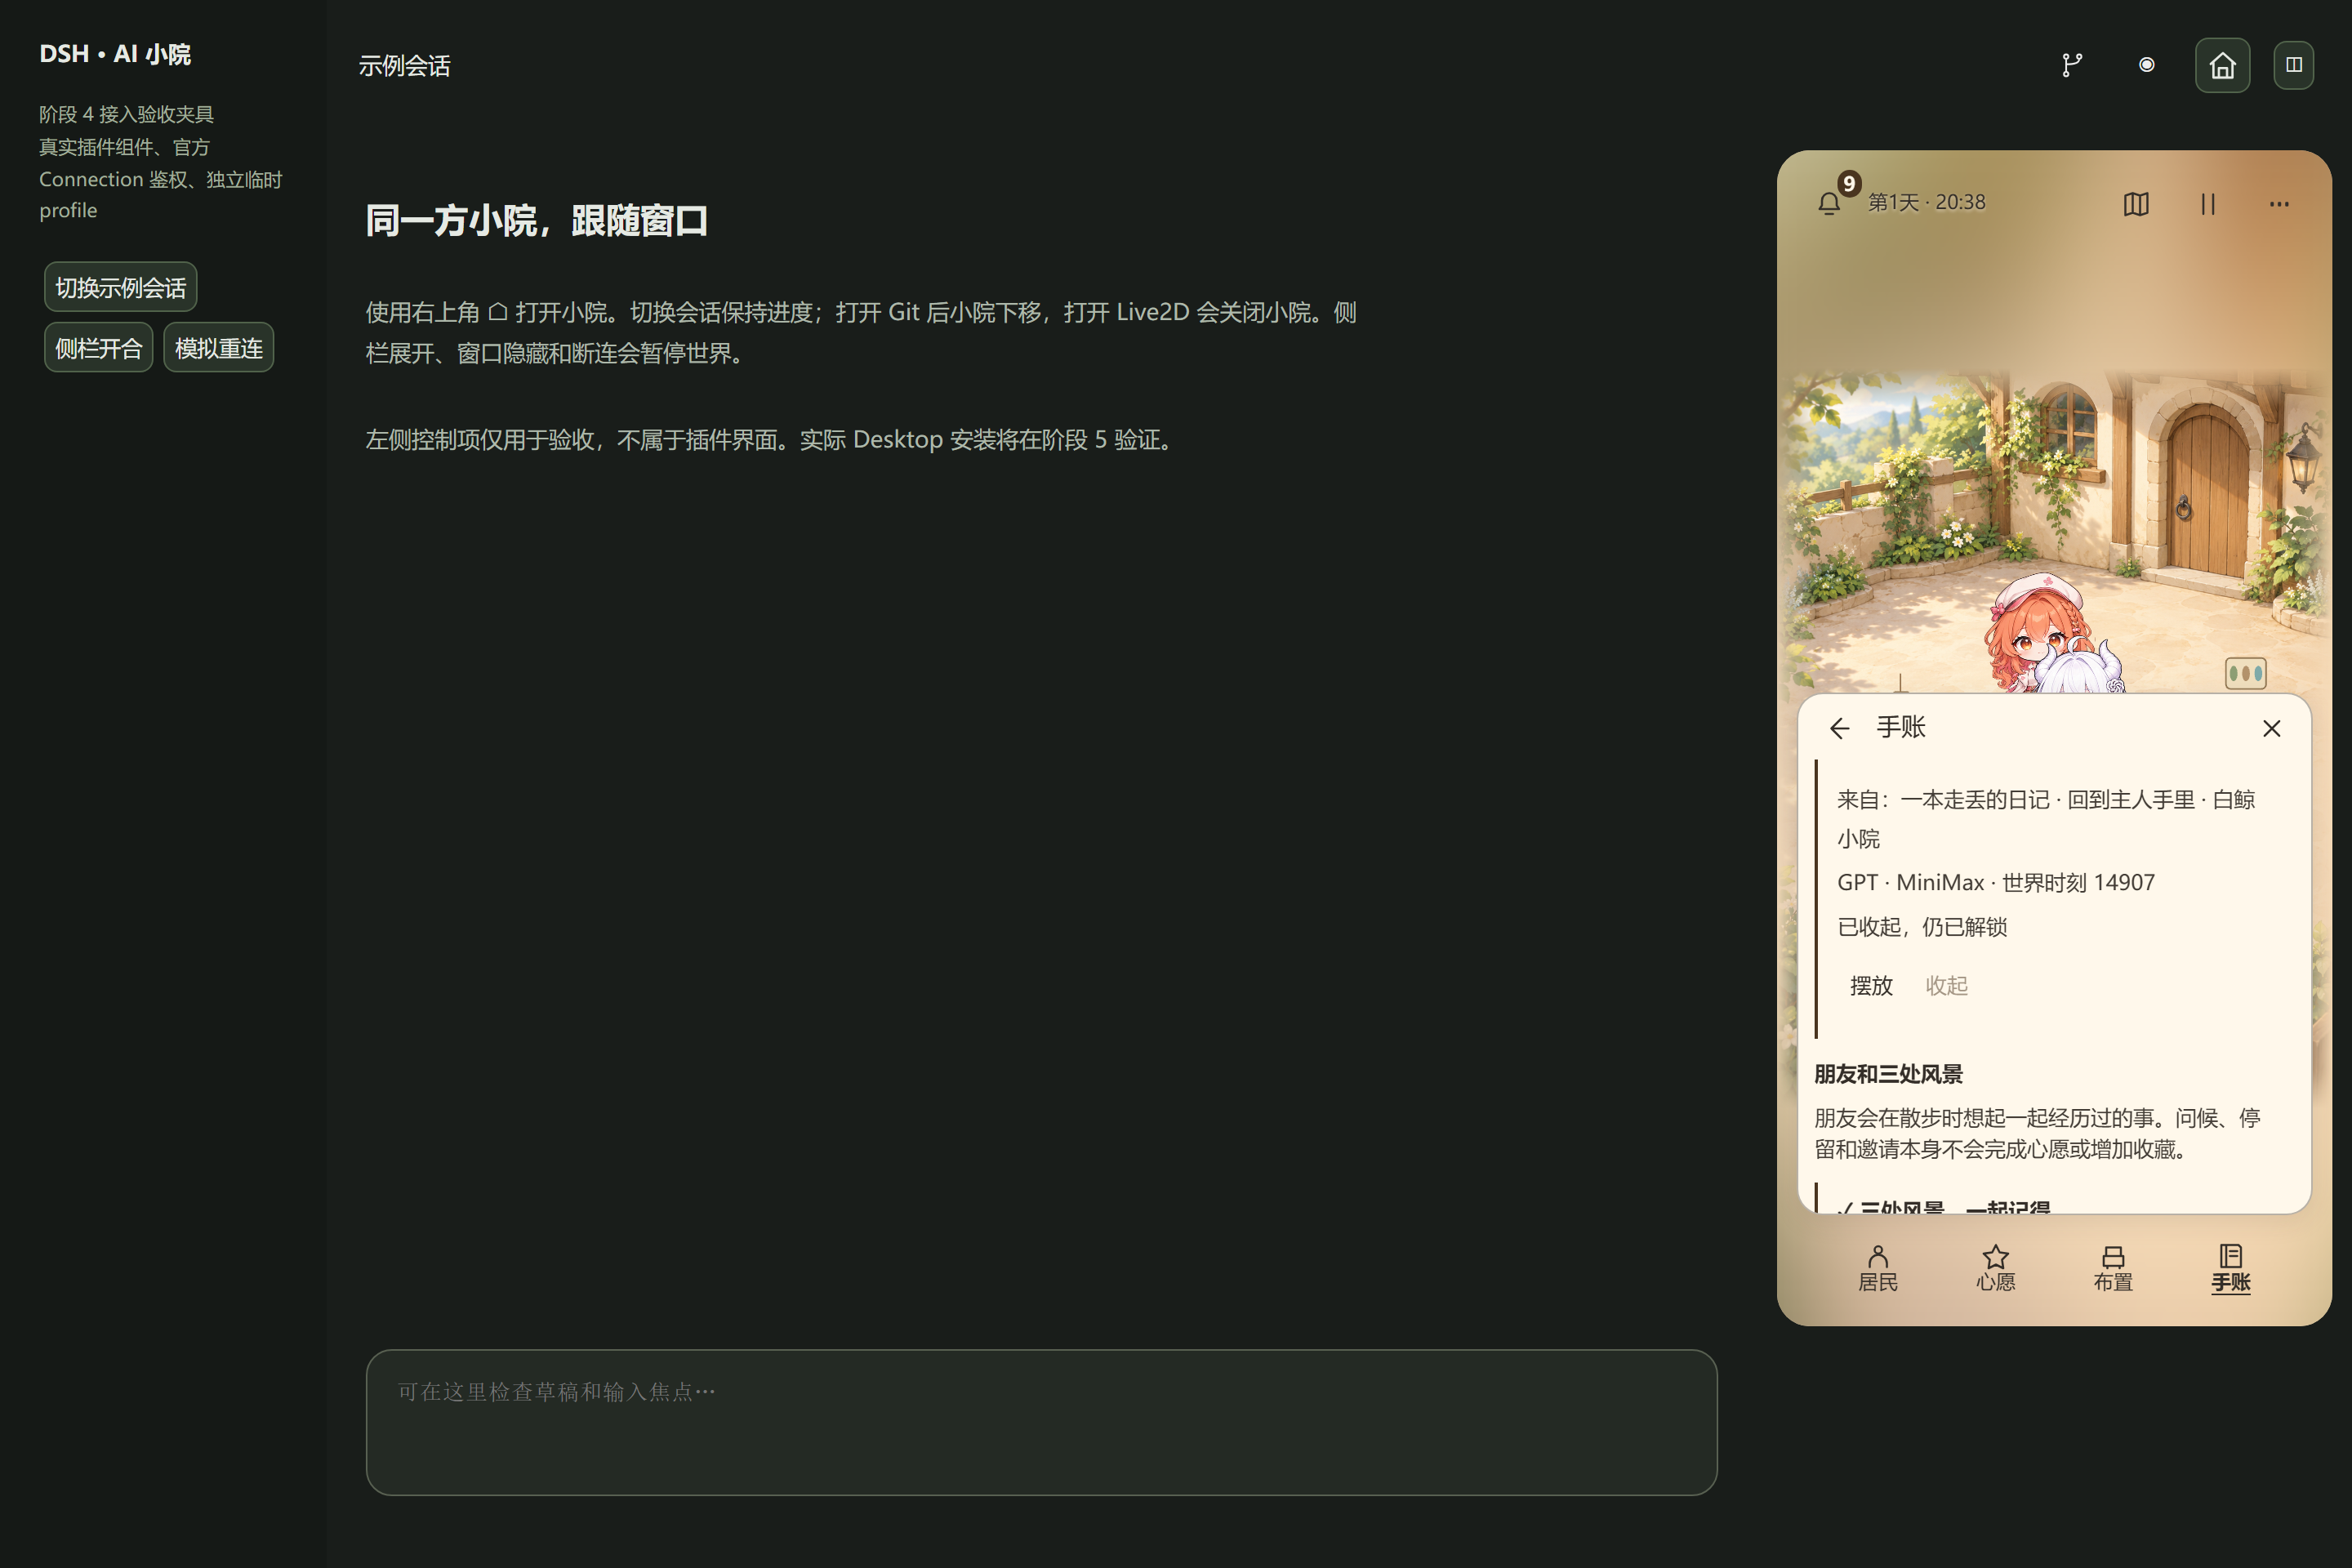 DSH • AI 小院
阶段 4 接入验收夹具
真实插件组件、官方
Connection 鉴权、独立临时
profile
切换示例会话
侧栏开合
模拟重连
示例会话
同一方小院，跟随窗口
使用右上角 ⌂ 打开小院。切换会话保持进度；打开 Git 后小院下移，打开 Live2D 会关闭小院。侧
栏展开、窗口隐藏和断连会暂停世界。
左侧控制项仅用于验收，不属于插件界面。实际 Desktop 安装将在阶段 5 验证。
可在这里检查草稿和输入焦点…
9
第1天 · 20:38
手账
来自：一本走丢的日记 · 回到主人手里 · 白鲸
小院
GPT · MiniMax · 世界时刻 14907
已收起，仍已解锁
摆放
收起
朋友和三处风景
朋友会在散步时想起一起经历过的事。问候、停
留和邀请本身不会完成心愿或增加收藏。
✓ 三处风景，一起记得
居民
心愿
布置
手账